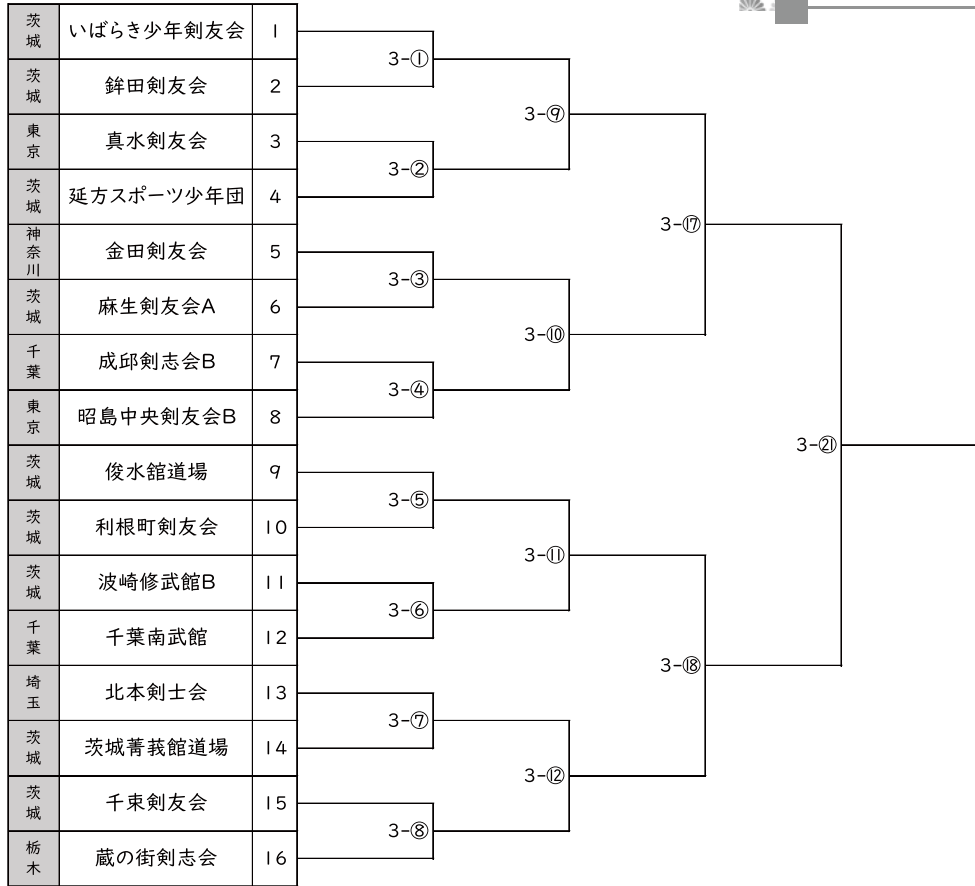 茨城 いばらき少年剣友会 1
3-①
茨城 鉾田剣友会 2
3-⑨
東京 真水剣友会 3
3-②
茨城 延方スポーツ少年団 4
3-⑰
神奈川 金田剣友会 5
3-③
茨城 麻生剣友会A 6
3-⑩
千葉 成邱剣志会B 7
3-④
東京 昭島中央剣友会B 8
3-㉑
茨城 俊水舘道場 9
3-⑤
茨城 利根町剣友会 10
3-⑪
茨城 波崎修武館B 11
3-⑥
千葉 千葉南武館 12
3-⑱
埼玉 北本剣士会 13
3-⑦
茨城 茨城菁莪館道場 14
3-⑫
茨城 千束剣友会 15
3-⑧
栃木 蔵の街剣志会 16